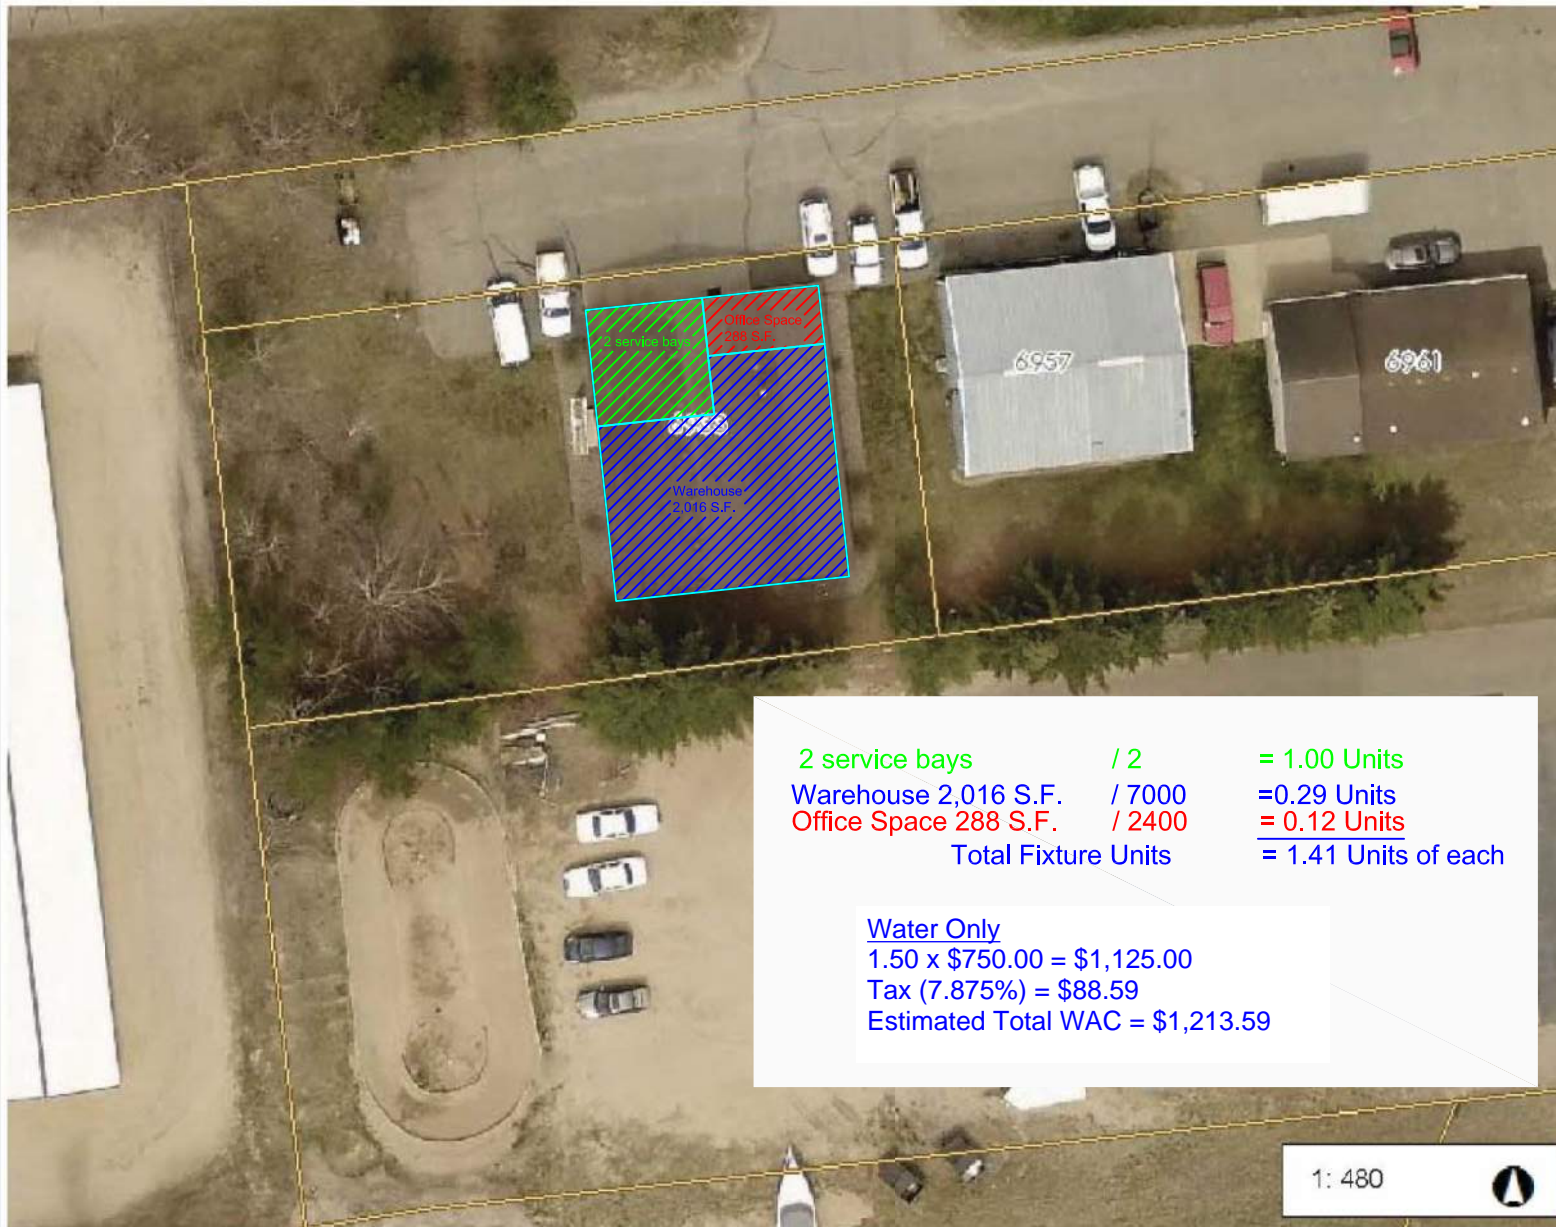 2 service bays
Office Space
288 S.F.
6957
6961
Warehouse
2,016 S.F.
2 service bays / 2 = 1.00 Units
Warehouse 2,016 S.F. / 7000 =0.29 Units
Office Space 288 S.F. / 2400 = 0.12 Units
Total Fixture Units = 1.41 Units of each
Water Only
1.50 x $750.00 = $1,125.00
Tax (7.875%) = $88.59
Estimated Total WAC = $1,213.59
1: 480